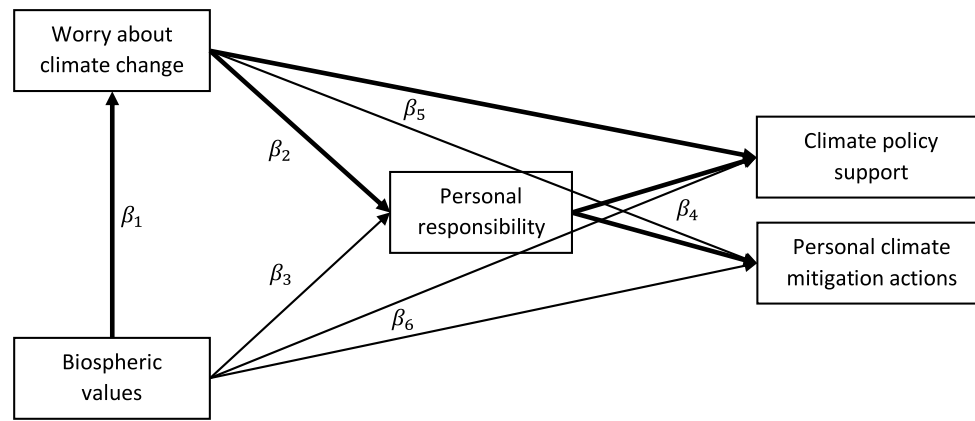 Worry about
climate change
β5
Climate policy
support
β2
Personal
responsibility
β4
β1
Personal climate
mitigation actions
β3
β6
Biospheric
values